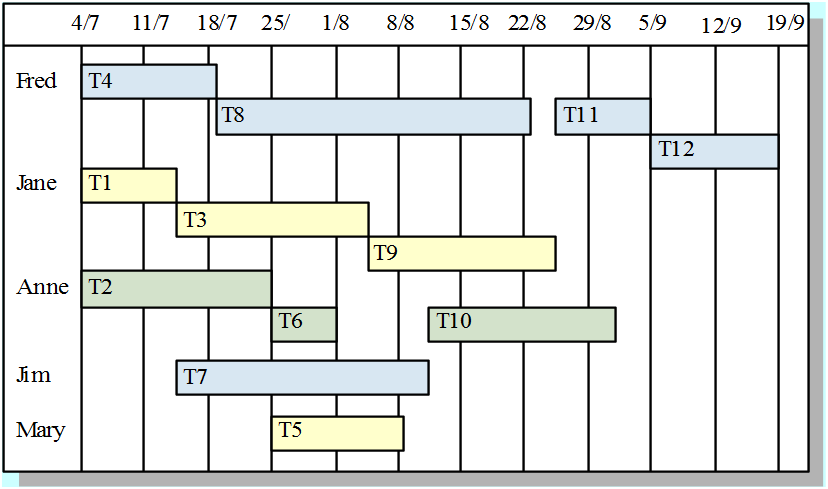 4/7 11/7 18/7 25/ 1/8 8/8 15/8 22/8 29/8 5/9 12/9 19/9
Fred T4
T8 T11
T12
Jane T1
T3
T9
Anne T2
T6 T10
Jim T7
Mary T5